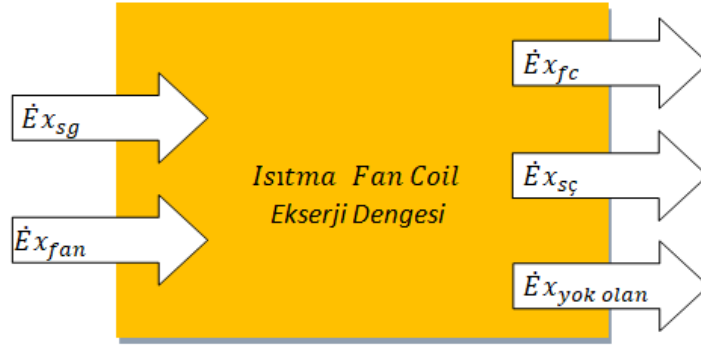 Ėx_sg
Ėx_fan
Isıtma Fan Coil
Ekserji Dengesi
Ėx_fc
Ėx_sç
Ėx_yok olan